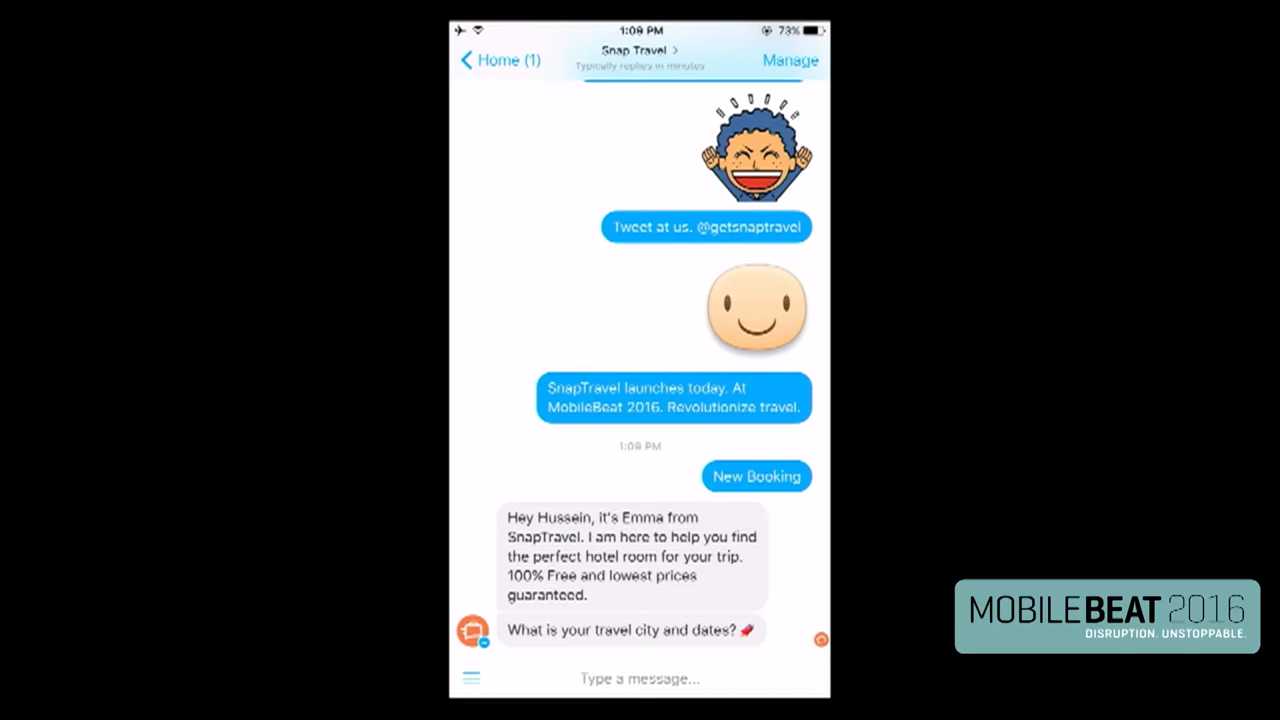 1:09 PM
73%
Home (1)
Snap Travel
Typically replies in minutes
Manage
Tweet at us. @getsnaptravel
SnapTravel launches today. At
MobileBeat 2016. Revolutionize travel.
1:09 PM
New Booking
Hey Hussein, it's Emma from
SnapTravel. I am here to help you find
the perfect hotel room for your trip.
100% Free and lowest prices
guaranteed.
What is your travel city and dates?
Type a message...
MOBILEBEAT 2016
DISRUPTION. UNSTOPPABLE.